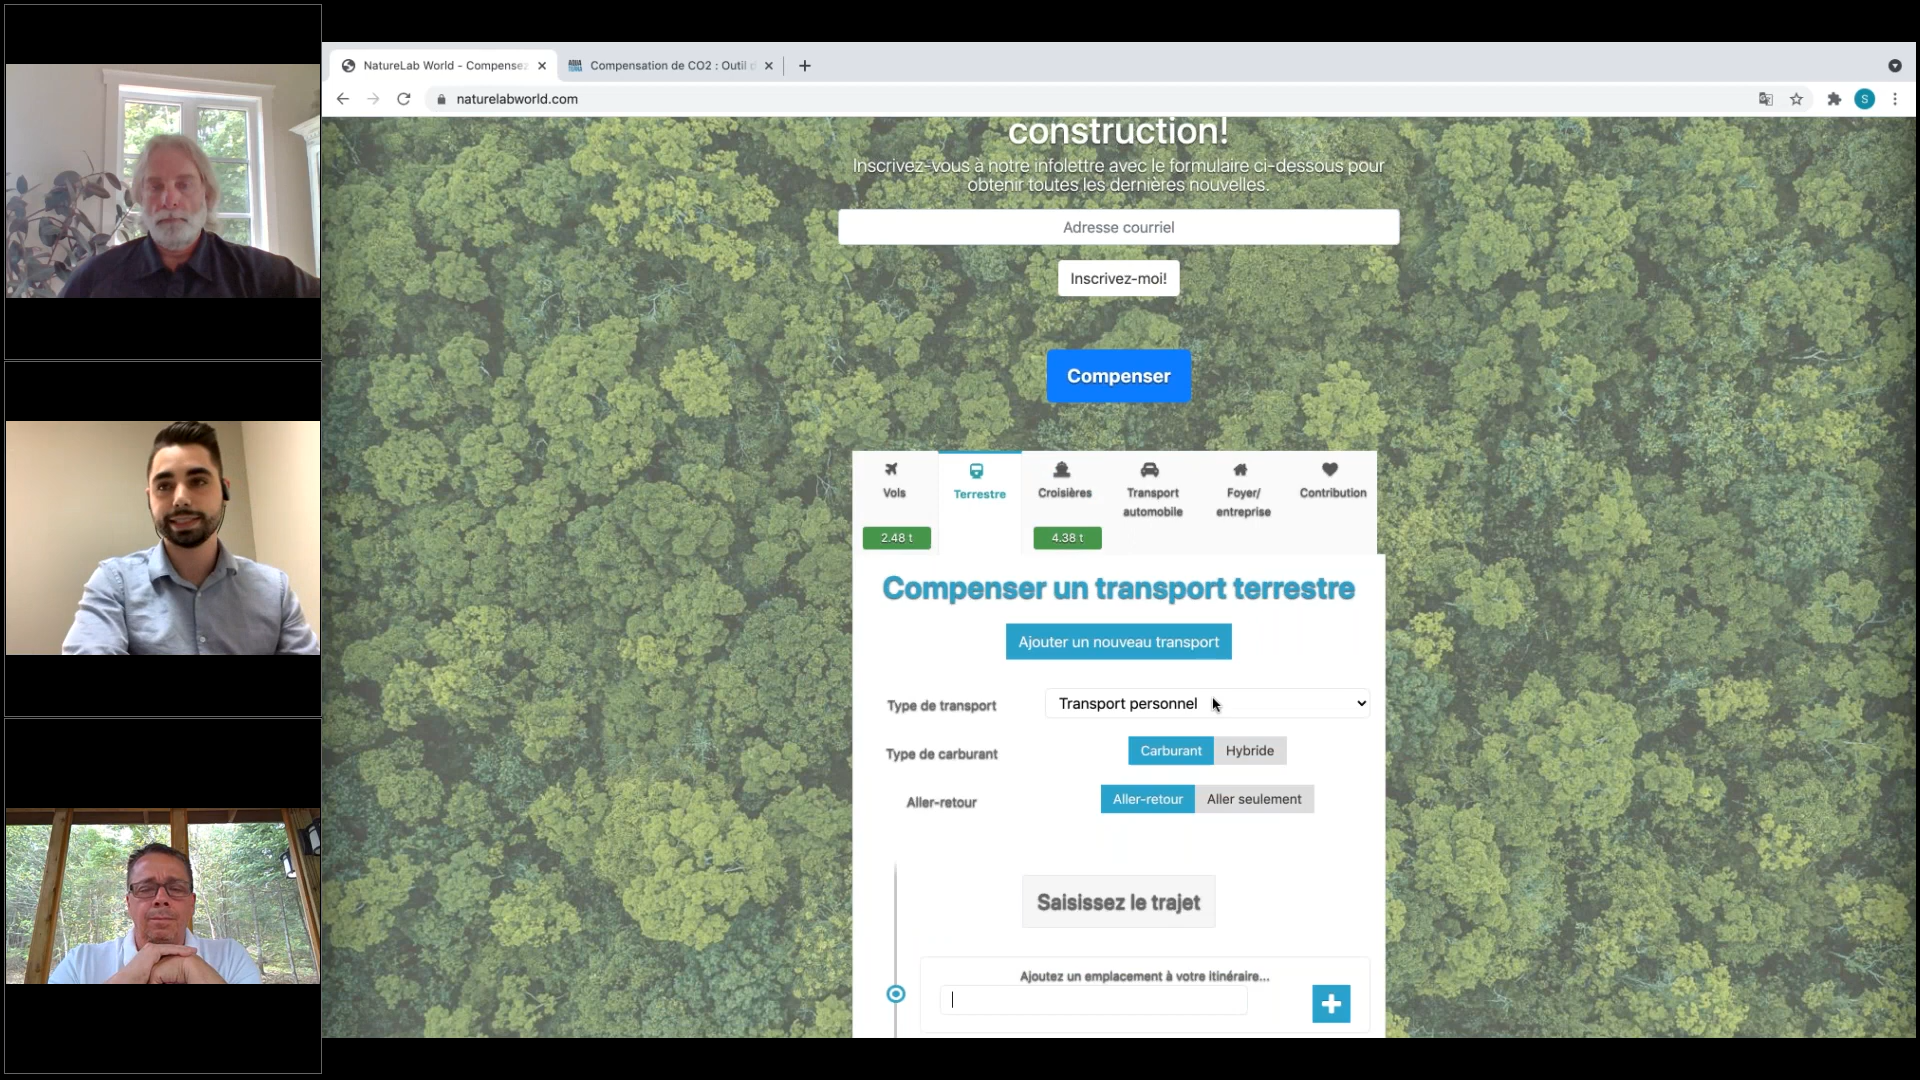 NatureLab World - Compensez
Compensation de CO2 : Outil d
naturelabworld.com
S
construction!
Inscrivez-vous à notre infolettre avec le formulaire ci-dessous pour
obtenir toutes les dernières nouvelles.
Adresse courriel
Inscrivez-moi!
Compenser
Vols
Terrestre
Croisières
Transport
automobile
Foyer/
entreprise
Contribution
2.48 t
4.38 t
Compenser un transport terrestre
Ajouter un nouveau transport
Type de transport
Transport personnel
Type de carburant
Carburant
Hybride
Aller-retour
Aller-retour
Aller seulement
Saisissez le trajet
Ajoutez un emplacement à votre itinéraire...